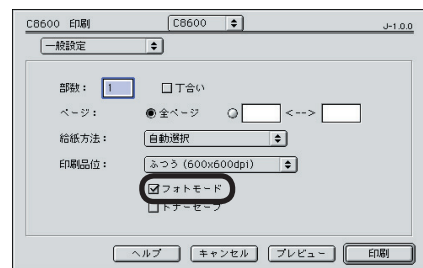 C8600 印刷 C8600 J-1.0.0
一般設定
部数： 1 丁合い
ページ： 全ページ <-->
給紙方法： 自動選択
印刷品位： ふつう (600x600dpi)
フォトモード
トナーセーブ
ヘルプ キャンセル プレビュー 印刷